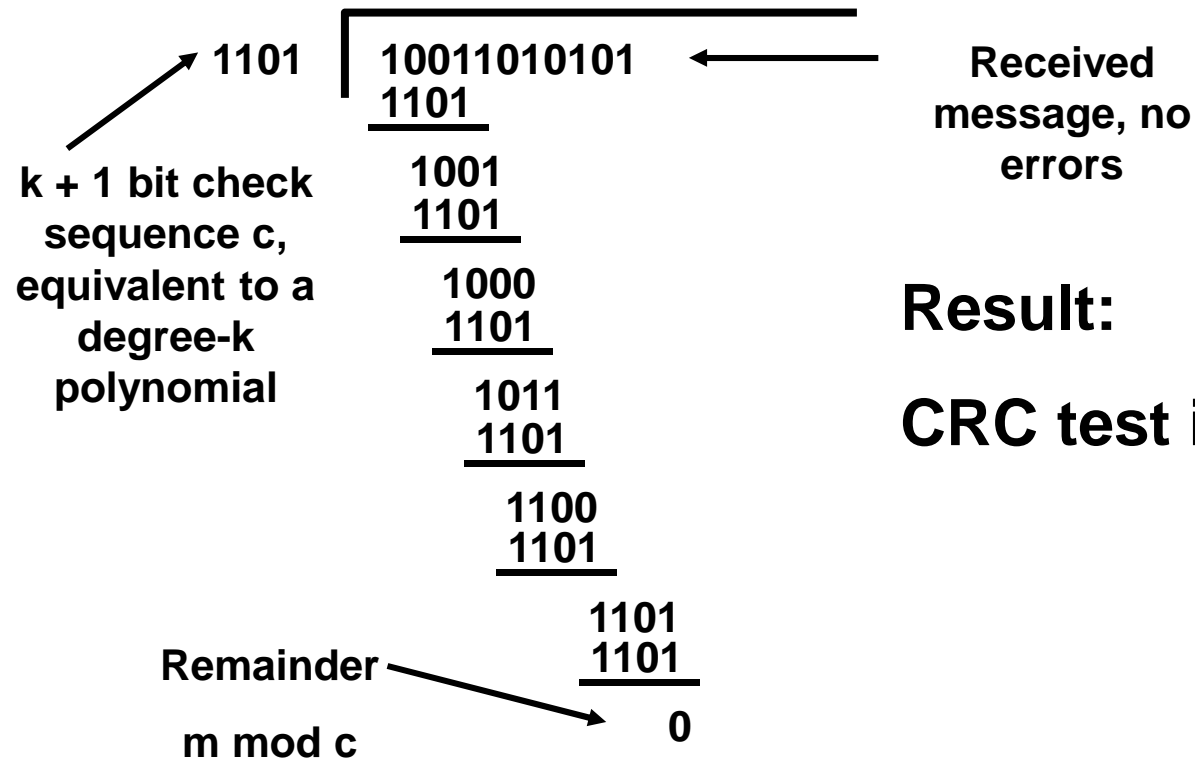 1101
10011010101
Received
message, no
errors
k + 1 bit check
sequence c,
equivalent to a
degree-k
polynomial
1101
1001
1101
1000
1101
1011
1101
1100
1101
1101
1101
0
Remainder
m mod c
Result:
CRC test